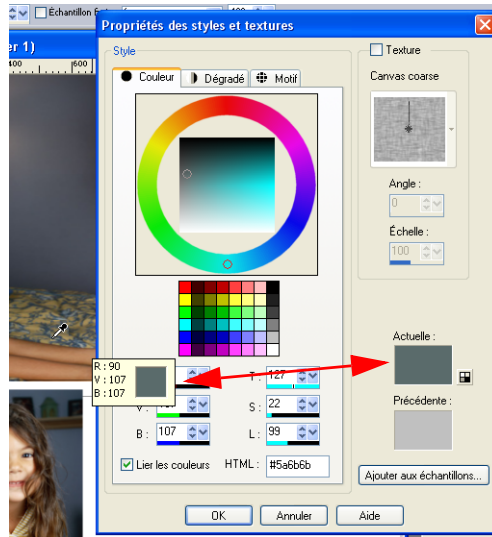 Échantillon
Propriétés des styles et textures
er 1)
400 600
Style
Couleur Dégradé Motif
Texture
Canvas coarse
Angle :
0
Échelle :
100
Actuelle :
R : 90
V : 107
B : 107
T : 127
V :
S : 22
B : 107
L : 99
Précédente :
Lier les couleurs HTML : #5a6b6b
Ajouter aux échantillons...
OK Annuler Aide